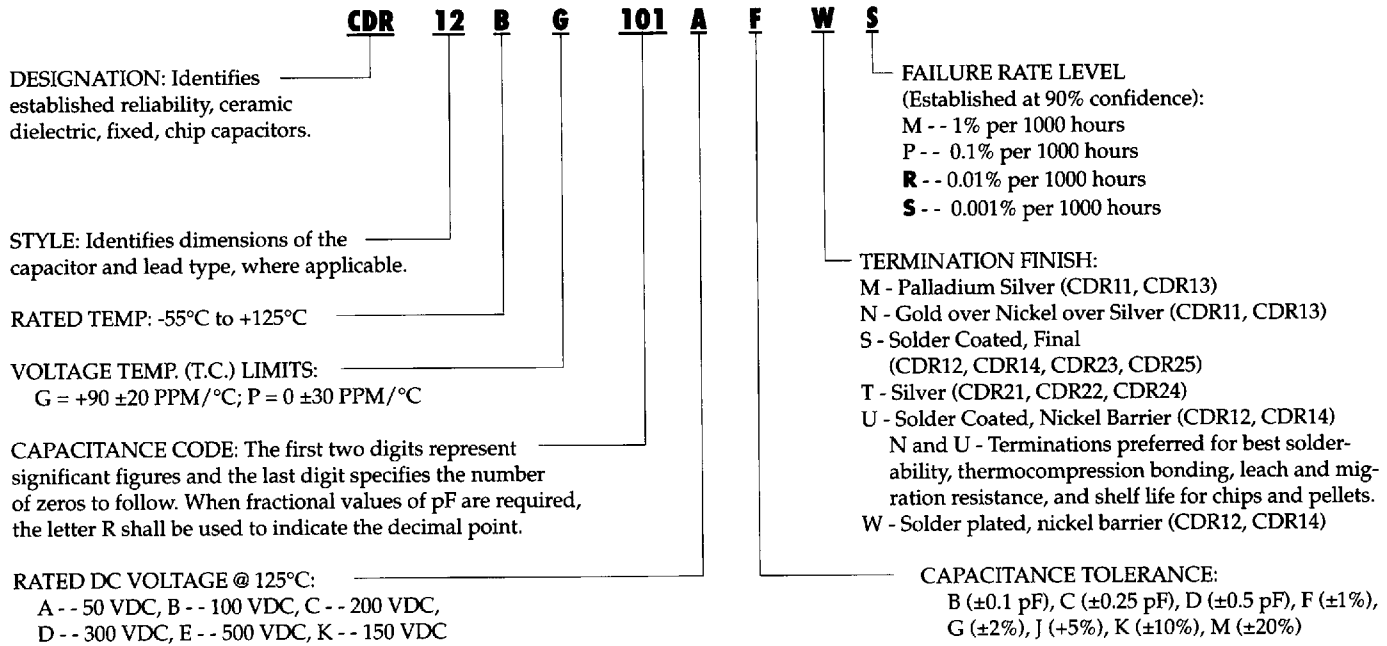 CDR 12 B G 101 A F W S
DESIGNATION: Identifies
established reliability, ceramic
dielectric, fixed, chip capacitors.
STYLE: Identifies dimensions of the
capacitor and lead type, where applicable.
RATED TEMP: -55°C to +125°C
VOLTAGE TEMP. (T.C.) LIMITS:
G = +90 ±20 PPM/°C; P = 0 ±30 PPM/°C
CAPACITANCE CODE: The first two digits represent
significant figures and the last digit specifies the number
of zeros to follow. When fractional values of pF are required,
the letter R shall be used to indicate the decimal point.
RATED DC VOLTAGE @ 125°C:
A - - 50 VDC, B - - 100 VDC, C - - 200 VDC,
D - - 300 VDC, E - - 500 VDC, K - - 150 VDC
FAILURE RATE LEVEL
(Established at 90% confidence):
M - - 1% per 1000 hours
P - - 0.1% per 1000 hours
R - - 0.01% per 1000 hours
S - - 0.001% per 1000 hours
TERMINATION FINISH:
M - Palladium Silver (CDR11, CDR13)
N - Gold over Nickel over Silver (CDR11, CDR13)
S - Solder Coated, Final
(CDR12, CDR14, CDR23, CDR25)
T - Silver (CDR21, CDR22, CDR24)
U - Solder Coated, Nickel Barrier (CDR12, CDR14)
N and U - Terminations preferred for best solder-
ability, thermocompression bonding, leach and mig-
ration resistance, and shelf life for chips and pellets.
W - Solder plated, nickel barrier (CDR12, CDR14)
CAPACITANCE TOLERANCE:
B (±0.1 pF), C (±0.25 pF), D (±0.5 pF), F (±1%),
G (±2%), J (+5%), K (±10%), M (±20%)